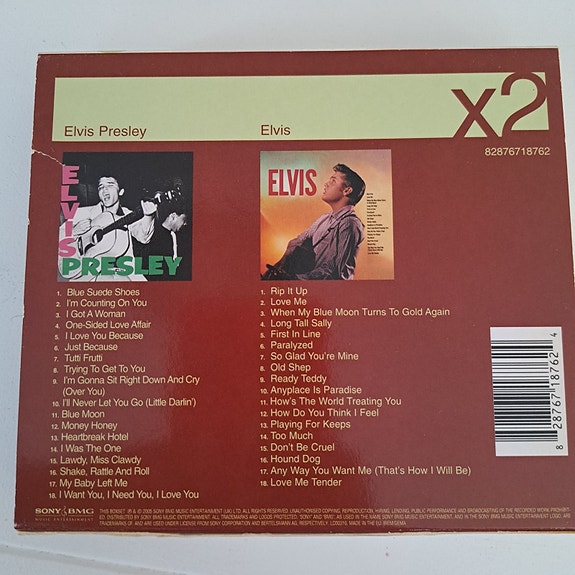 x2
Elvis Presley
Elvis
82876718762
ELVIS
PRESLEY
ELVIS
1. Blue Suede Shoes
2. I'm Counting On You
3. I Got A Woman
4. One-Sided Love Affair
5. I Love You Because
6. Just Because
7. Tutti Frutti
8. Trying To Get To You
9. I'm Gonna Sit Right Down And Cry
(Over You)
10. I'll Never Let You Go (Little Darlin')
11. Blue Moon
12. Money Honey
13. Heartbreak Hotel
14. I Was The One
15. Lawdy, Miss Clawdy
16. Shake, Rattle And Roll
17. My Baby Left Me
18. I Want You, I Need You, I Love You
1. Rip It Up
2. Love Me
3. When My Blue Moon Turns To Gold Again
4. Long Tall Sally
5. First In Line
6. Paralyzed
7. So Glad You're Mine
8. Old Shep
9. Ready Teddy
10. Anyplace Is Paradise
11. How's The World Treating You
12. How Do You Think I Feel
13. Playing For Keeps
14. Too Much
15. Don't Be Cruel
16. Hound Dog
17. Any Way You Want Me (That's How I Will Be)
18. Love Me Tender
8 28767 18762 4
SONY BMG
MUSIC ENTERTAINMENT